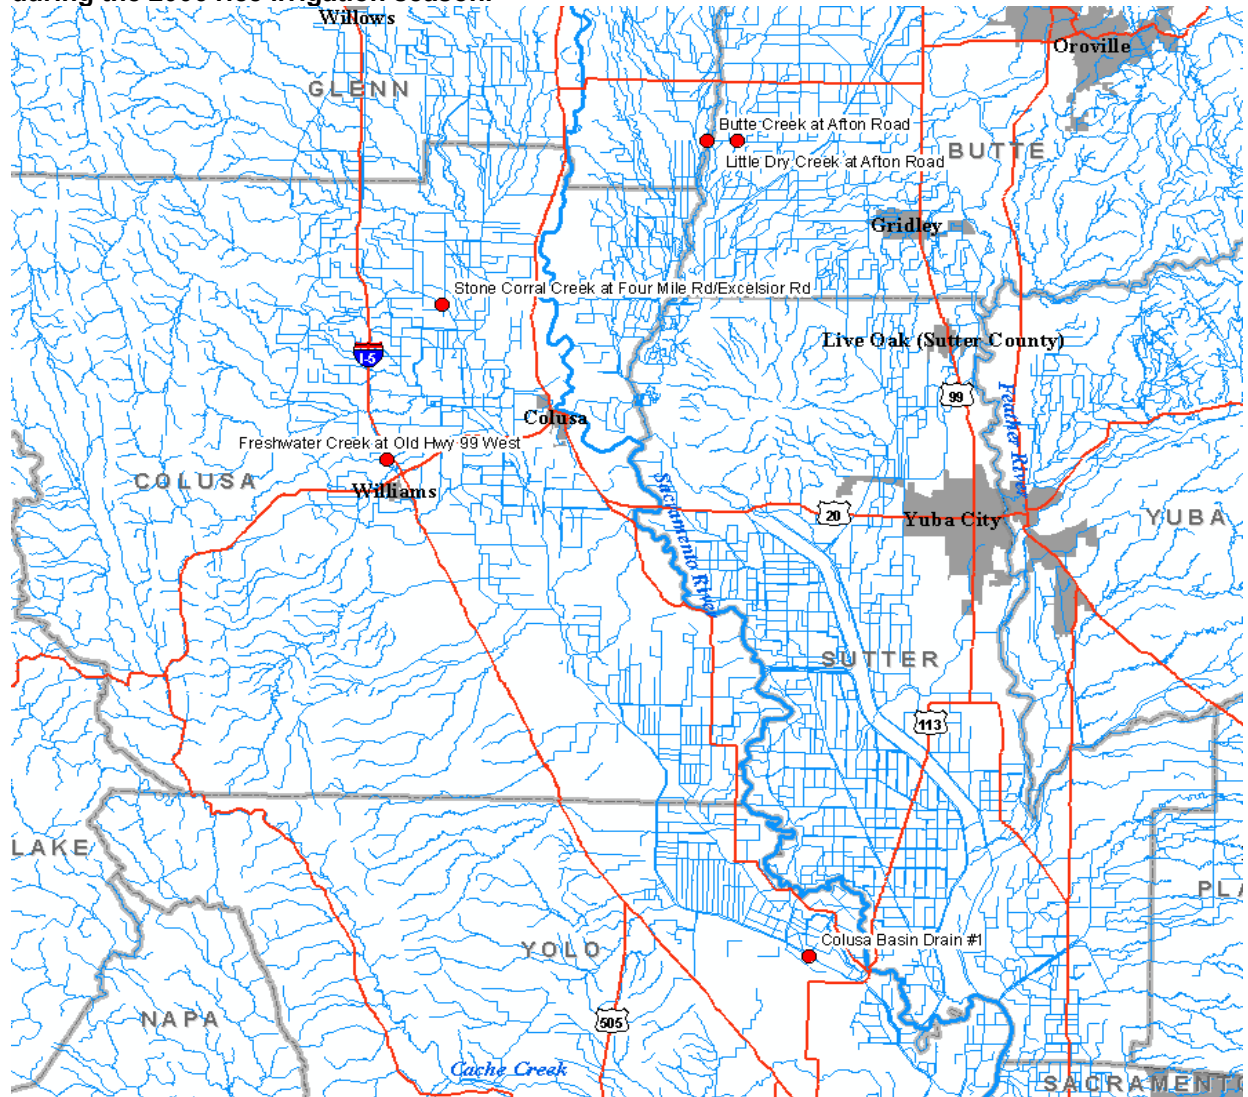 Willows
Oroville
GLENN
Butte Creek at Afton Road
BUTTE
Little Dry Creek at Afton Road
Gridley
Stone Corral Creek at Four Mile Rd/Excelsior Rd
Live Oak (Sutter County)
I-5
99
Feather River
Colusa
Freshwater Creek at Old Hwy 99 West
COLUSA
Williams
Sacramento River
20
Yuba City
YUBA
SUTTER
113
LAKE
PLA
Colusa Basin Drain #1
YOLO
NAPA
505
Cache Creek
SACRAMENTO